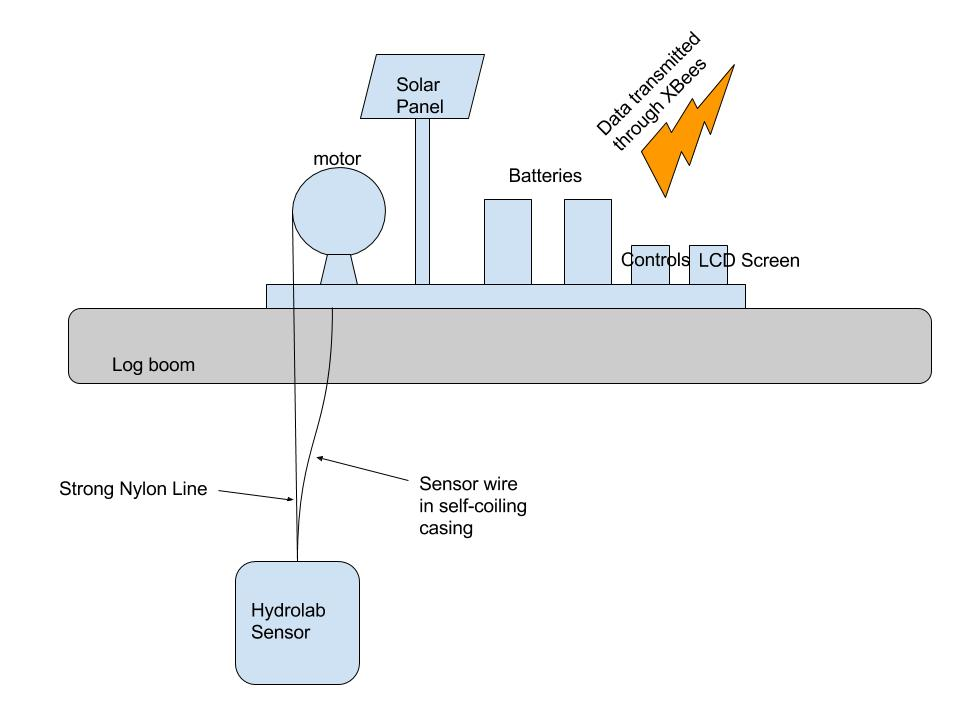 Data transmitted
through XBees
Solar
Panel
motor
Batteries
Controls
LCD Screen
Log boom
Strong Nylon Line
Sensor wire
in self-coiling
casing
Hydrolab
Sensor